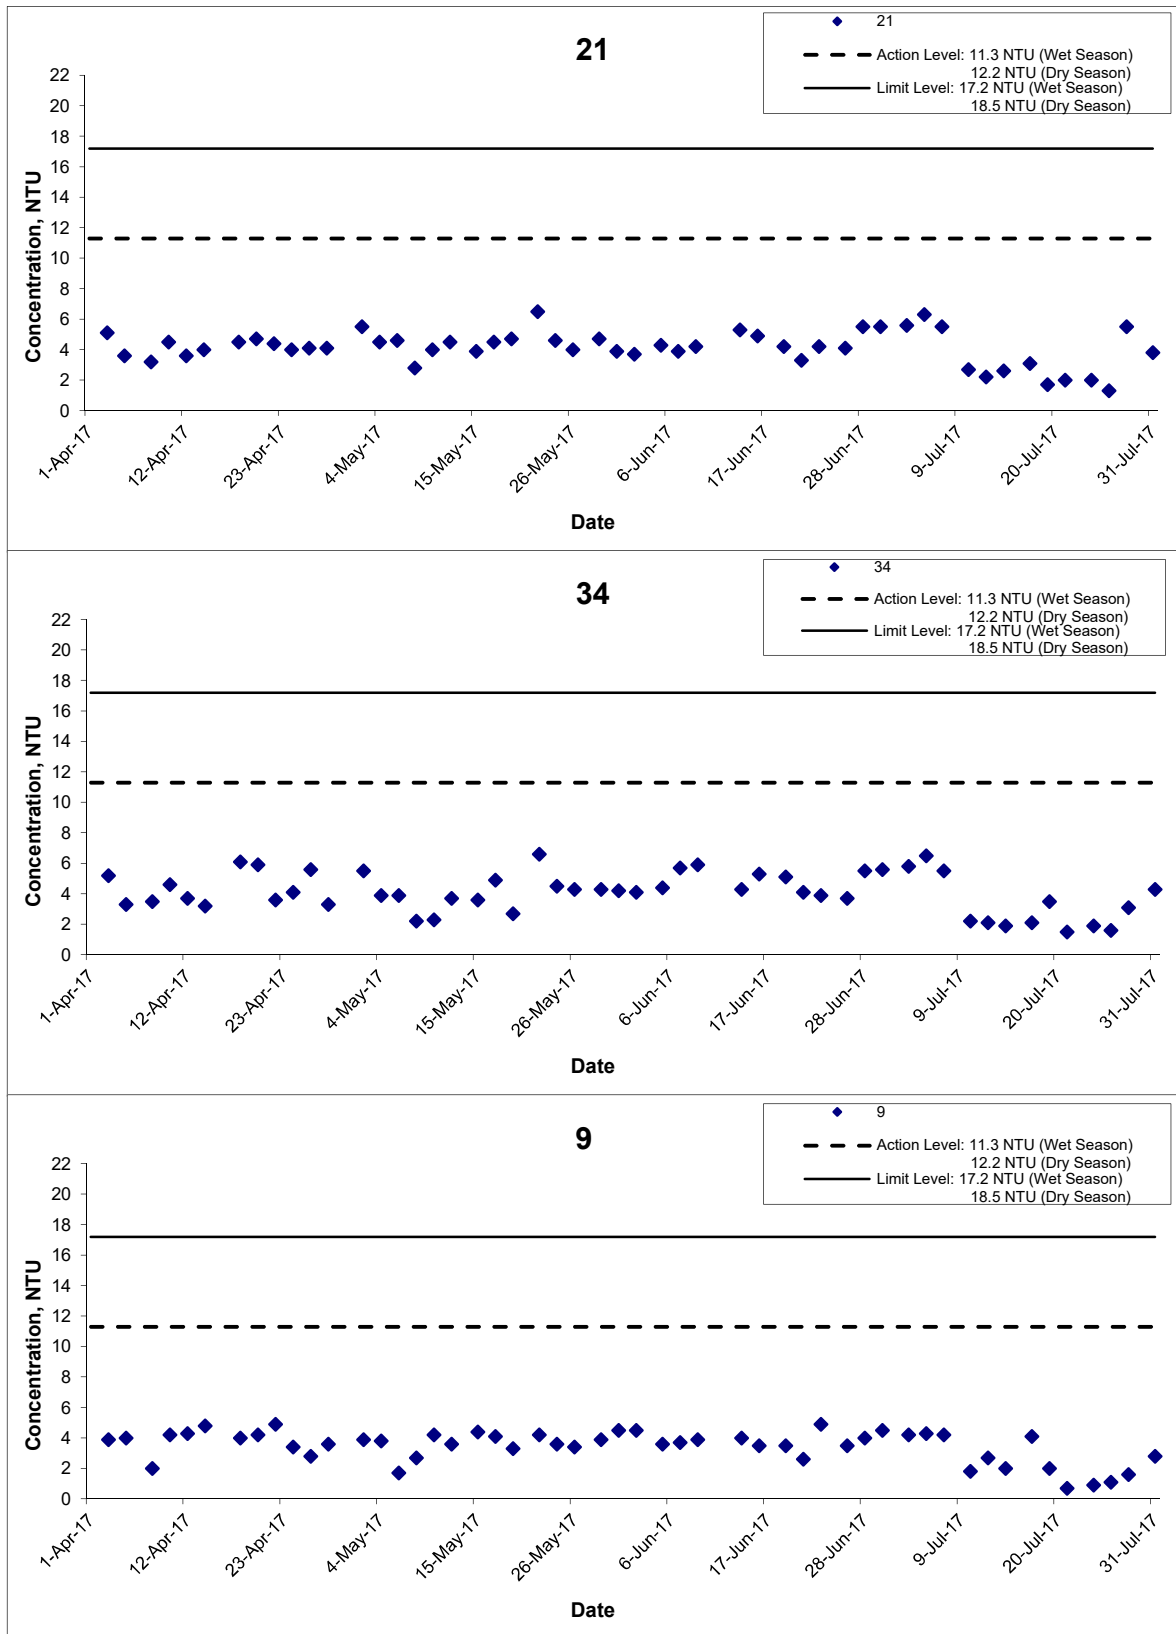 21
21
Action Level: 11.3 NTU (Wet Season)
12.2 NTU (Dry Season)
Limit Level: 17.2 NTU (Wet Season)
18.5 NTU (Dry Season)
Concentration, NTU
22
20
18
16
14
12
10
8
6
4
2
0
1-Apr-17
12-Apr-17
23-Apr-17
4-May-17
15-May-17
26-May-17
6-Jun-17
17-Jun-17
28-Jun-17
9-Jul-17
20-Jul-17
31-Jul-17
Date
34
34
Action Level: 11.3 NTU (Wet Season)
12.2 NTU (Dry Season)
Limit Level: 17.2 NTU (Wet Season)
18.5 NTU (Dry Season)
Concentration, NTU
22
20
18
16
14
12
10
8
6
4
2
0
1-Apr-17
12-Apr-17
23-Apr-17
4-May-17
15-May-17
26-May-17
6-Jun-17
17-Jun-17
28-Jun-17
9-Jul-17
20-Jul-17
31-Jul-17
Date
9
9
Action Level: 11.3 NTU (Wet Season)
12.2 NTU (Dry Season)
Limit Level: 17.2 NTU (Wet Season)
18.5 NTU (Dry Season)
Concentration, NTU
22
20
18
16
14
12
10
8
6
4
2
0
1-Apr-17
12-Apr-17
23-Apr-17
4-May-17
15-May-17
26-May-17
6-Jun-17
17-Jun-17
28-Jun-17
9-Jul-17
20-Jul-17
31-Jul-17
Date